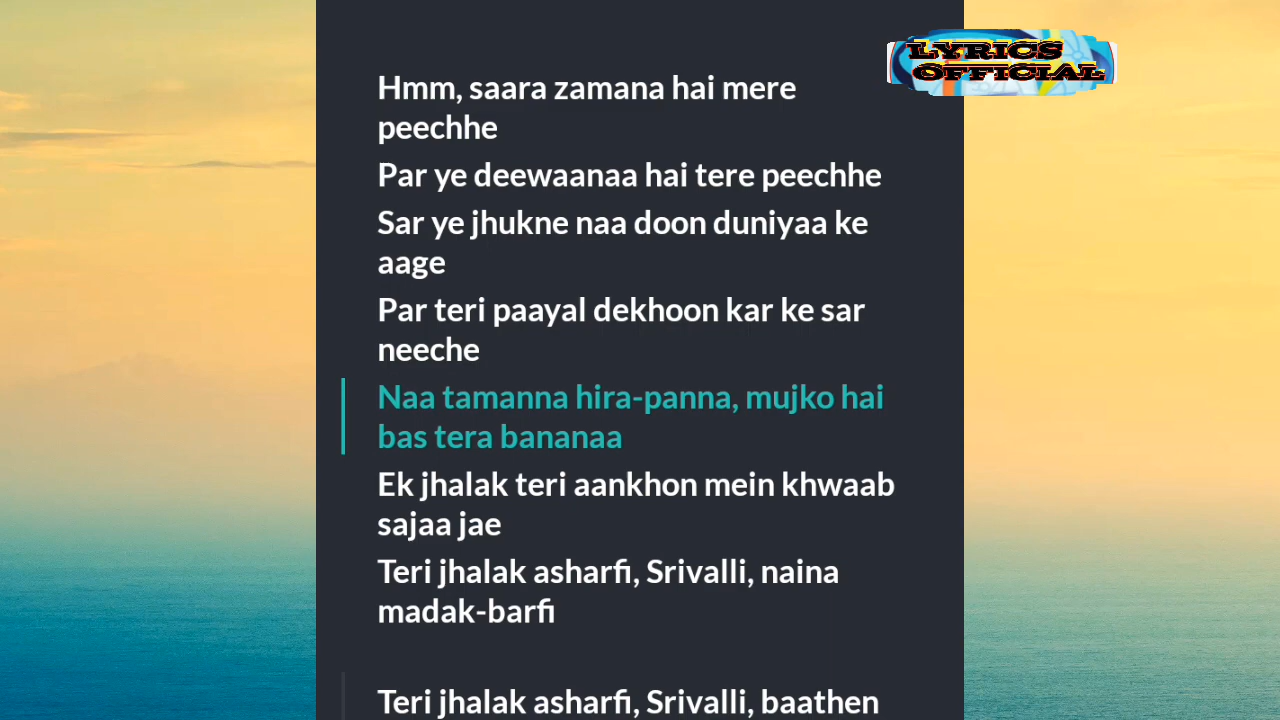 LYRICS
OFFICIAL
Hmm, saara zamana hai mere
peechhe
Par ye deewaanaa hai tere peechhe
Sar ye jhukne naa doon duniyaa ke
aage
Par teri paayal dekhoon kar ke sar
neeche
Naa tamanna hira-panna, mujko hai
bas tera bananaa
Ek jhalak teri aankhon mein khwaab
sajaa jae
Teri jhalak asharfi, Srivalli, naina
madak-barfi
Teri jhalak asharfi, Srivalli, baathen